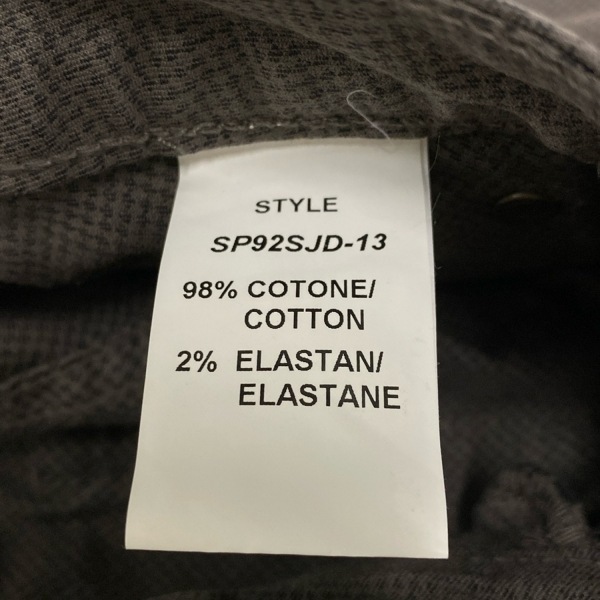 STYLE
SP92SJD-13
98% COTONE/
COTTON
2% ELASTAN/
ELASTANE